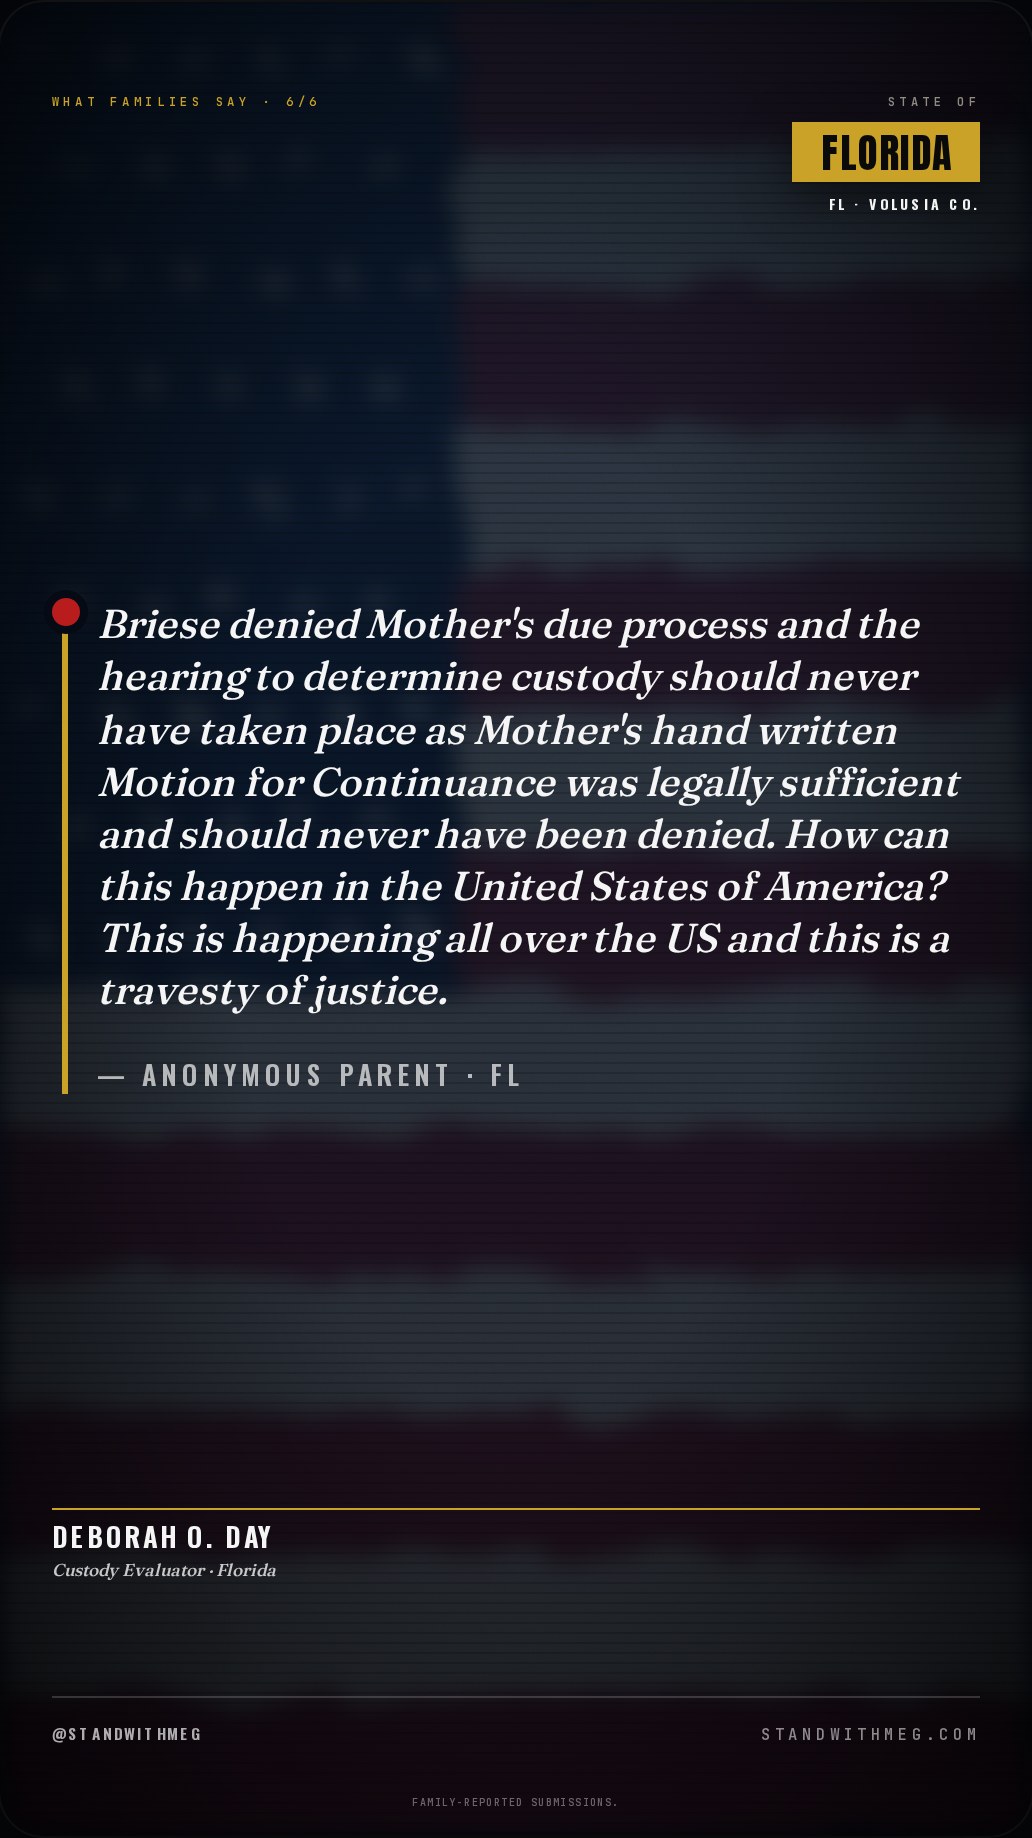 WHAT FAMILIES SAY · 6/6
STATE OF
FLORIDA
FL · VOLUSIA CO.
Briese denied Mother's due process and the
hearing to determine custody should never
have taken place as Mother's hand written
Motion for Continuance was legally sufficient
and should never have been denied. How can
this happen in the United States of America?
This is happening all over the US and this is a
travesty of justice.
— ANONYMOUS PARENT · FL
DEBORAH O. DAY
Custody Evaluator · Florida
@STANDWITHMEG
STANDWITHMEG.COM
FAMILY-REPORTED SUBMISSIONS.